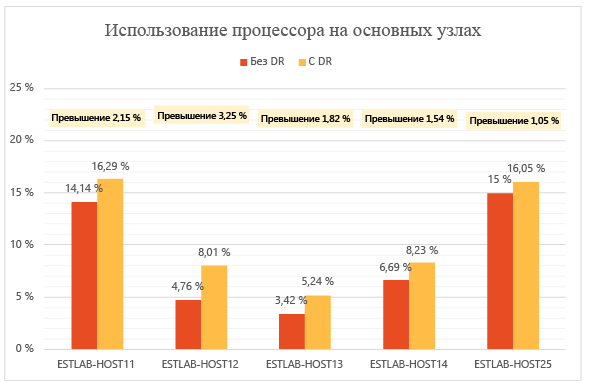 Использование процессора на основных узлах
Без DR С DR
25 %
Превышение 2,15 % Превышение 3,25 % Превышение 1,82 % Превышение 1,54 % Превышение 1,05 %
20 %
16,29 % 16,05 %
14,14 % 15 %
15 %
10 %
8,01 % 8,23 %
4,76 % 6,69 %
3,42 % 5,24 %
5 %
0 %
ESTLAB-HOST11 ESTLAB-HOST12 ESTLAB-HOST13 ESTLAB-HOST14 ESTLAB-HOST25